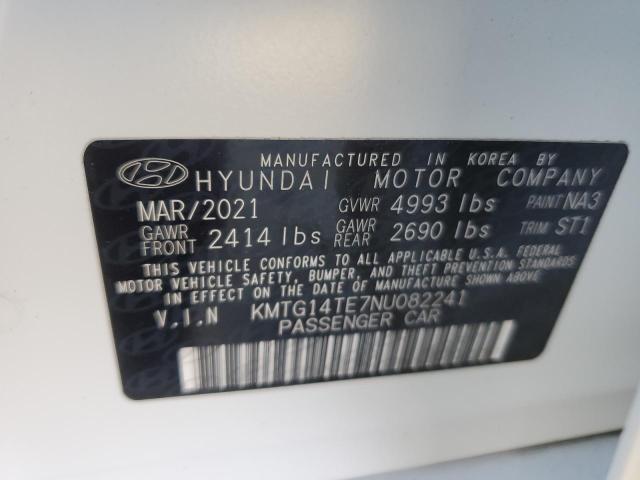 MANUFACTURED IN KOREA BY
HYUNDAI MOTOR COMPANY
MAR/2021 GVWR 4993 lbs PAINT NA3
GAWR FRONT 2414 lbs GAWR REAR 2690 lbs TRIM ST1
THIS VEHICLE CONFORMS TO ALL APPLICABLE U.S.A. FEDERAL
MOTOR VEHICLE SAFETY, BUMPER, AND THEFT PREVENTION STANDARDS
IN EFFECT ON THE DATE OF MANUFACTURE SHOWN ABOVE
V.I.N KMTG14TE7NU082241
PASSENGER CAR